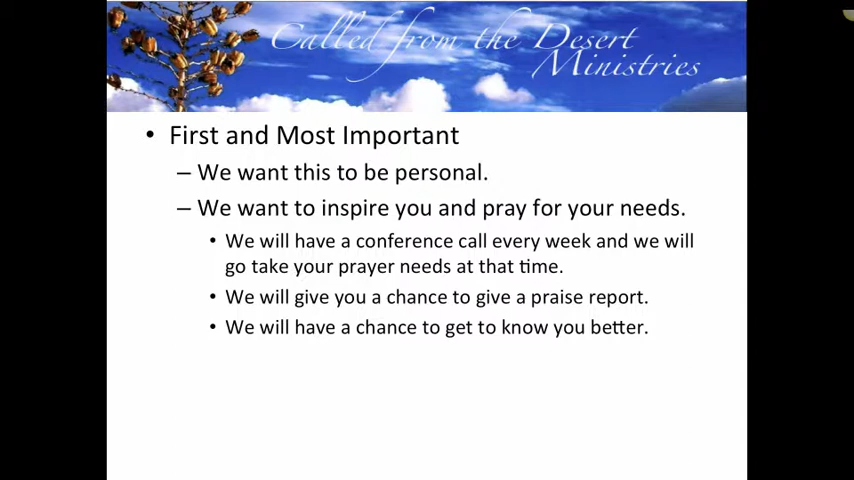 Called from the Desert
Ministries
• First and Most Important
– We want this to be personal.
– We want to inspire you and pray for your needs.
• We will have a conference call every week and we will
go take your prayer needs at that time.
• We will give you a chance to give a praise report.
• We will have a chance to get to know you better.